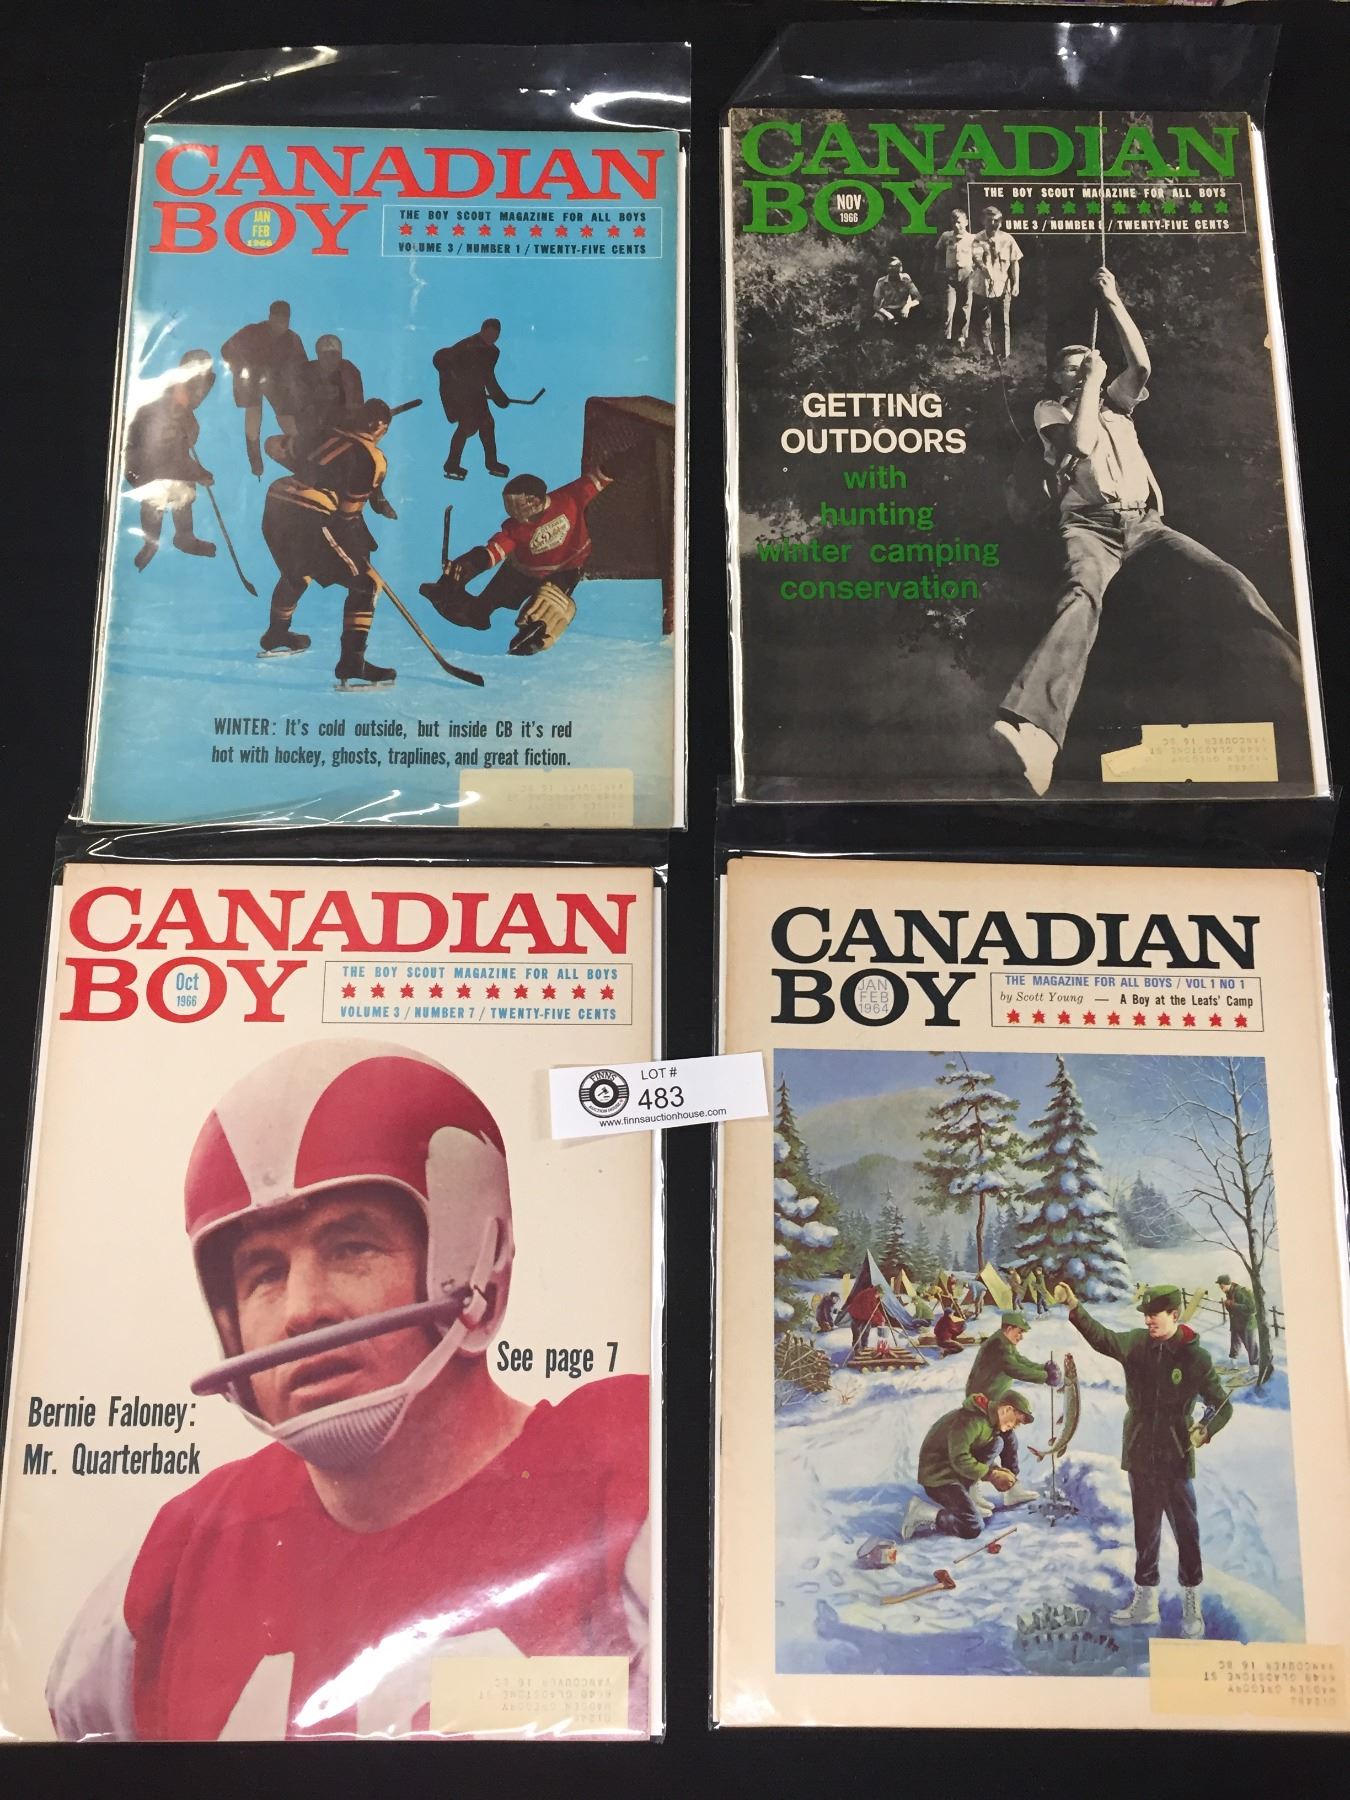 CANADIAN
BOY
JAN
FEB
1966
THE BOY SCOUT MAGAZINE FOR ALL BOYS
VOLUME 3 / NUMBER 1 / TWENTY-FIVE CENTS
WINTER: It's cold outside, but inside CB it's red
hot with hockey, ghosts, traplines, and great fiction.
CANADIAN
BOY
NOV
1966
THE BOY SCOUT MAGAZINE FOR ALL BOYS
UME 3 / NUMBER 8 / TWENTY-FIVE CENTS
GETTING
OUTDOORS
with
hunting
winter camping
conservation
CANADIAN
BOY
Oct
1966
THE BOY SCOUT MAGAZINE FOR ALL BOYS
VOLUME 3 / NUMBER 7 / TWENTY-FIVE CENTS
See page 7
Bernie Faloney:
Mr. Quarterback
LOT #
483
FINNS
AUCTION HOUSE
www.finnsauctionhouse.com
CANADIAN
BOY
JAN
FEB
1964
THE MAGAZINE FOR ALL BOYS / VOL 1 NO 1
by Scott Young — A Boy at the Leafs' Camp